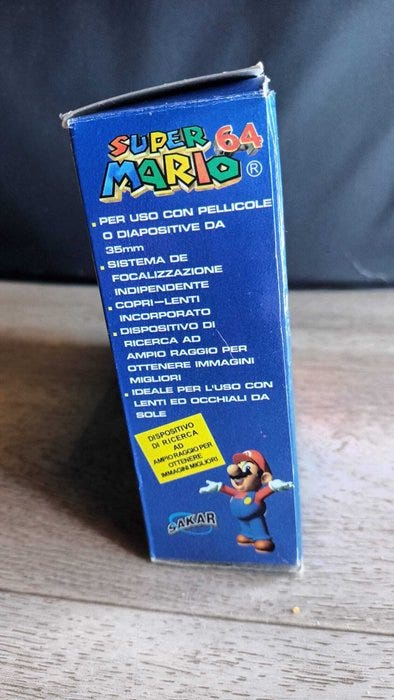 SUPER 64
MARIO ®
• PER USO CON PELLICOLE
O DIAPOSITIVE DA
35mm
• SISTEMA DE
FOCALIZZAZIONE
INDIPENDENTE
• COPRI-LENTI
INCORPORATO
• DISPOSITIVO DI
RICERCA AD
AMPIO RAGGIO PER
OTTENERE IMMAGINI
MIGLIORI
• IDEALE PER L'USO CON
LENTI ED OCCHIALI DA
SOLE
DISPOSITIVO
DI RICERCA
AD
AMPIO RAGGIO PER
OTTENERE
IMMAGINI MIGLIORI
SAKAR